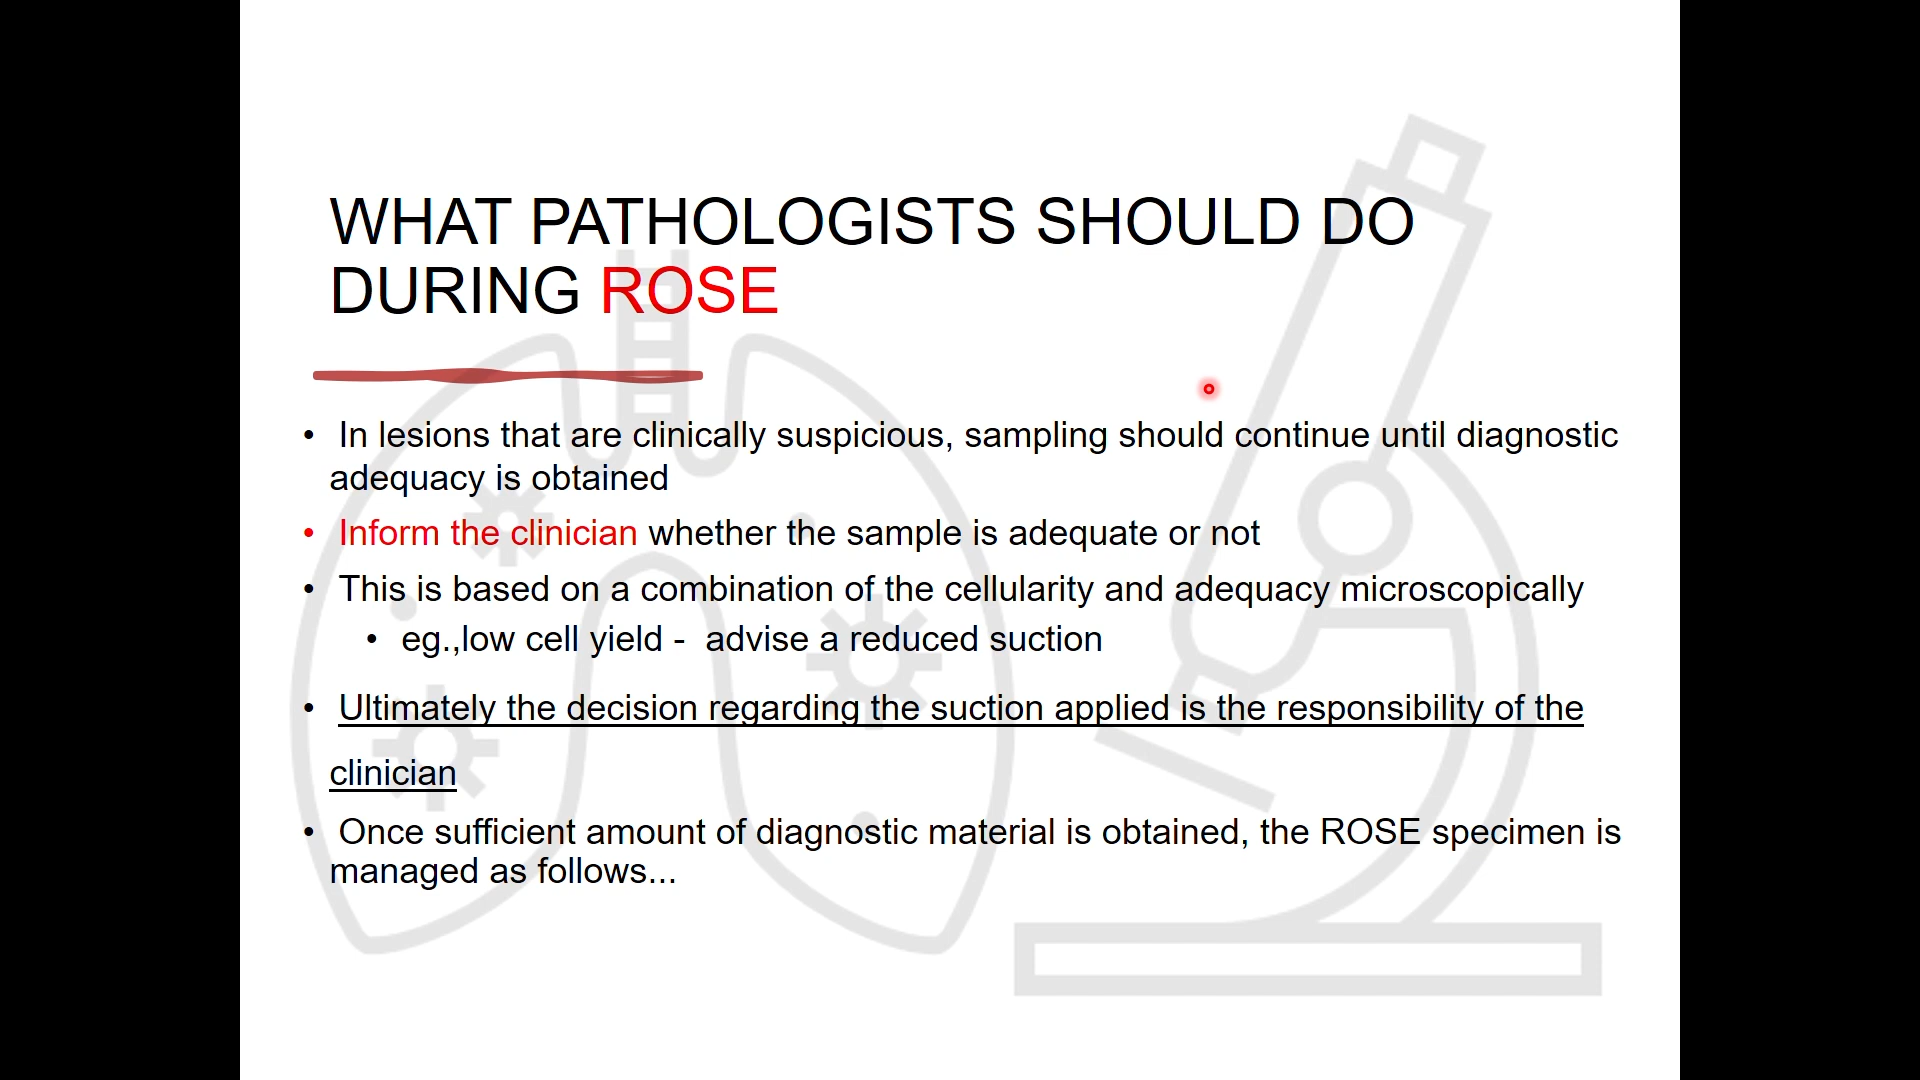 WHAT PATHOLOGISTS SHOULD DO
DURING ROSE
• In lesions that are clinically suspicious, sampling should continue until diagnostic
adequacy is obtained
• Inform the clinician whether the sample is adequate or not
• This is based on a combination of the cellularity and adequacy microscopically
• eg.,low cell yield - advise a reduced suction
• Ultimately the decision regarding the suction applied is the responsibility of the
clinician
• Once sufficient amount of diagnostic material is obtained, the ROSE specimen is
managed as follows...